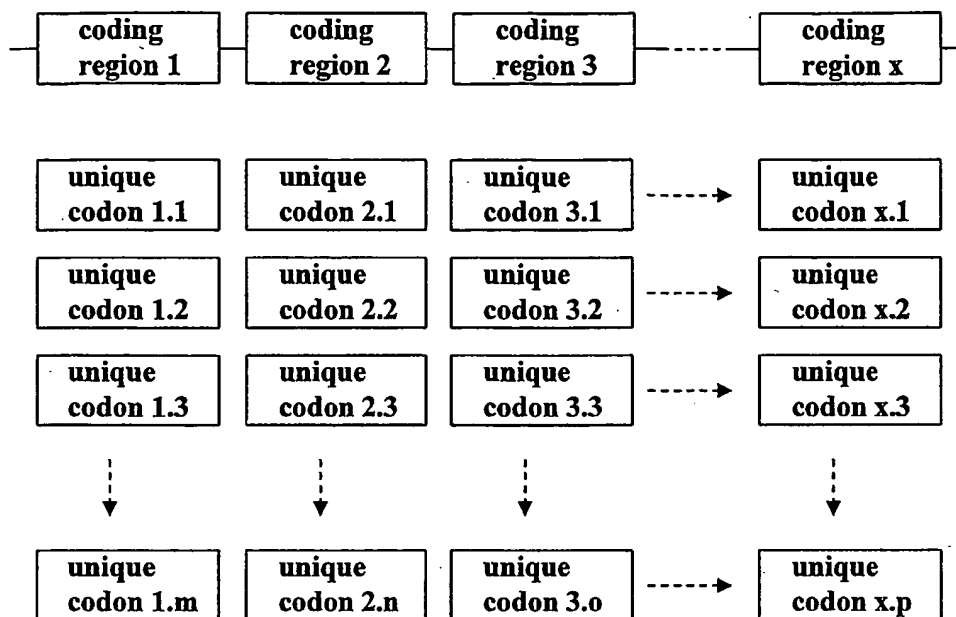 coding coding coding coding
region 1 region 2 region 3 region x
unique unique unique unique
codon 1.1 codon 2.1 codon 3.1 codon x.1
unique unique unique unique
codon 1.2 codon 2.2 codon 3.2 codon x.2
unique unique unique unique
codon 1.3 codon 2.3 codon 3.3 codon x.3
unique unique unique unique
codon 1.m codon 2.n codon 3.o codon x.p